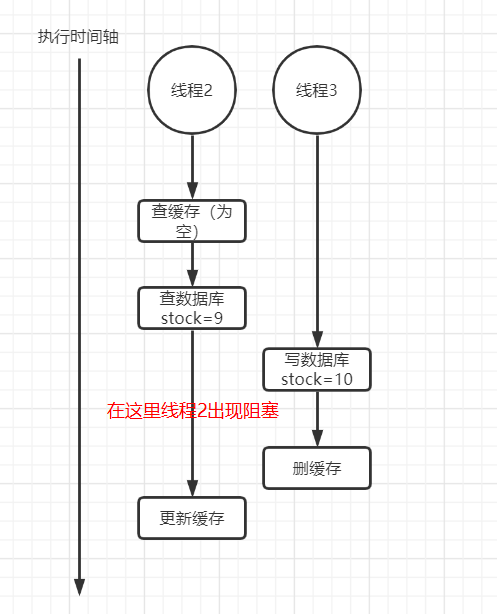 执行时间轴
线程2
线程3
查缓存（为
空）
查数据库
stock=9
写数据库
stock=10
在这里线程2出现阻塞
删缓存
更新缓存